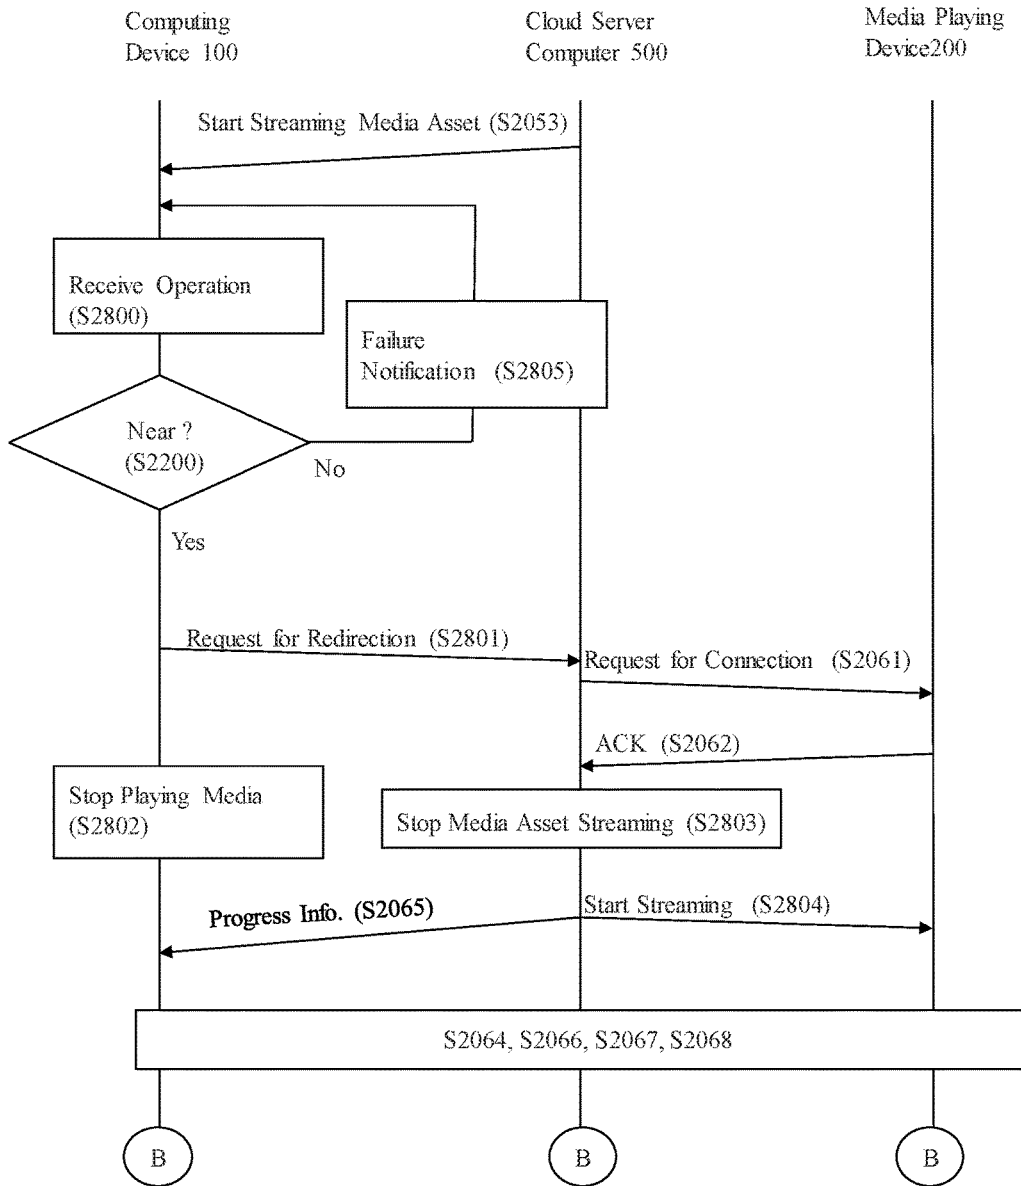 Computing
Device 100
Cloud Server
Computer 500
Media Playing
Device200
Start Streaming Media Asset (S2053)
Receive Operation
(S2800)
Failure
Notification (S2805)
Near ?
(S2200)
No
Yes
Request for Redirection (S2801)
Request for Connection (S2061)
ACK (S2062)
Stop Playing Media
(S2802)
Stop Media Asset Streaming (S2803)
Progress Info. (S2065)
Start Streaming (S2804)
S2064, S2066, S2067, S2068
B
B
B